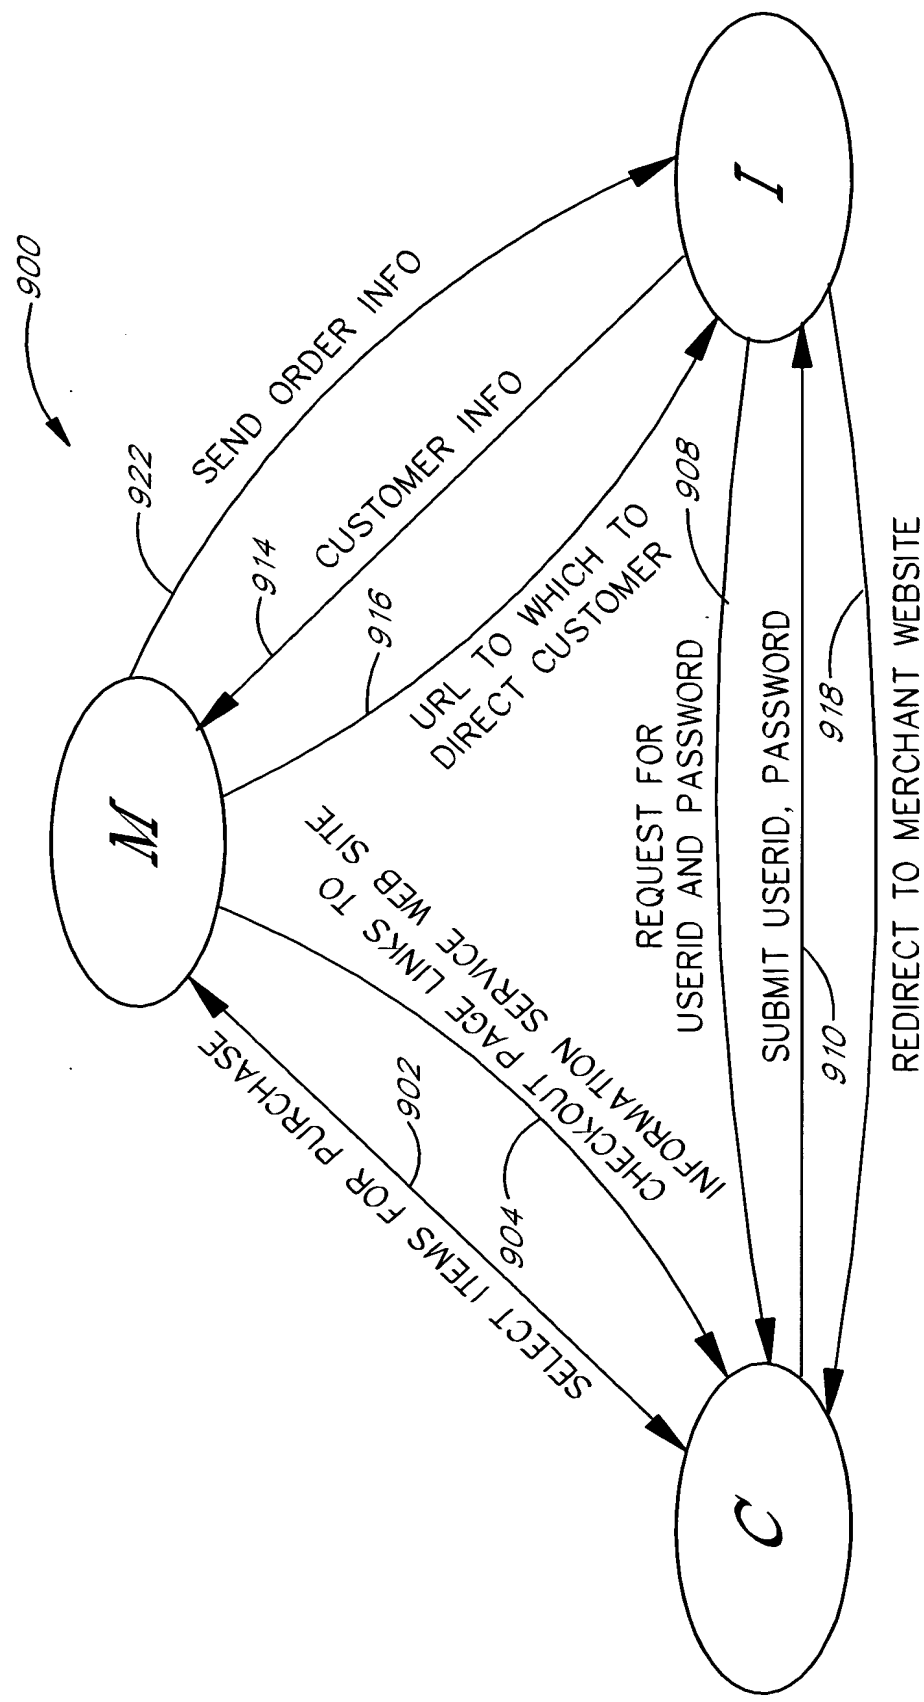 900
M
922
SEND ORDER INFO
914
CUSTOMER INFO
916
URL TO WHICH TO
DIRECT CUSTOMER
SELECT ITEMS FOR PURCHASE
902
904
CHECKOUT PAGE LINKS TO
INFORMATION SERVICE WEB SITE
C
I
REQUEST FOR
USERID AND PASSWORD
908
SUBMIT USERID, PASSWORD
910
918
REDIRECT TO MERCHANT WEBSITE